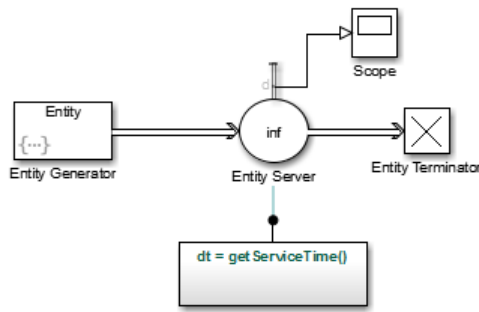 d
Scope
Entity
{...}
Entity Generator
inf
Entity Server
Entity Terminator
dt = getServiceTime()